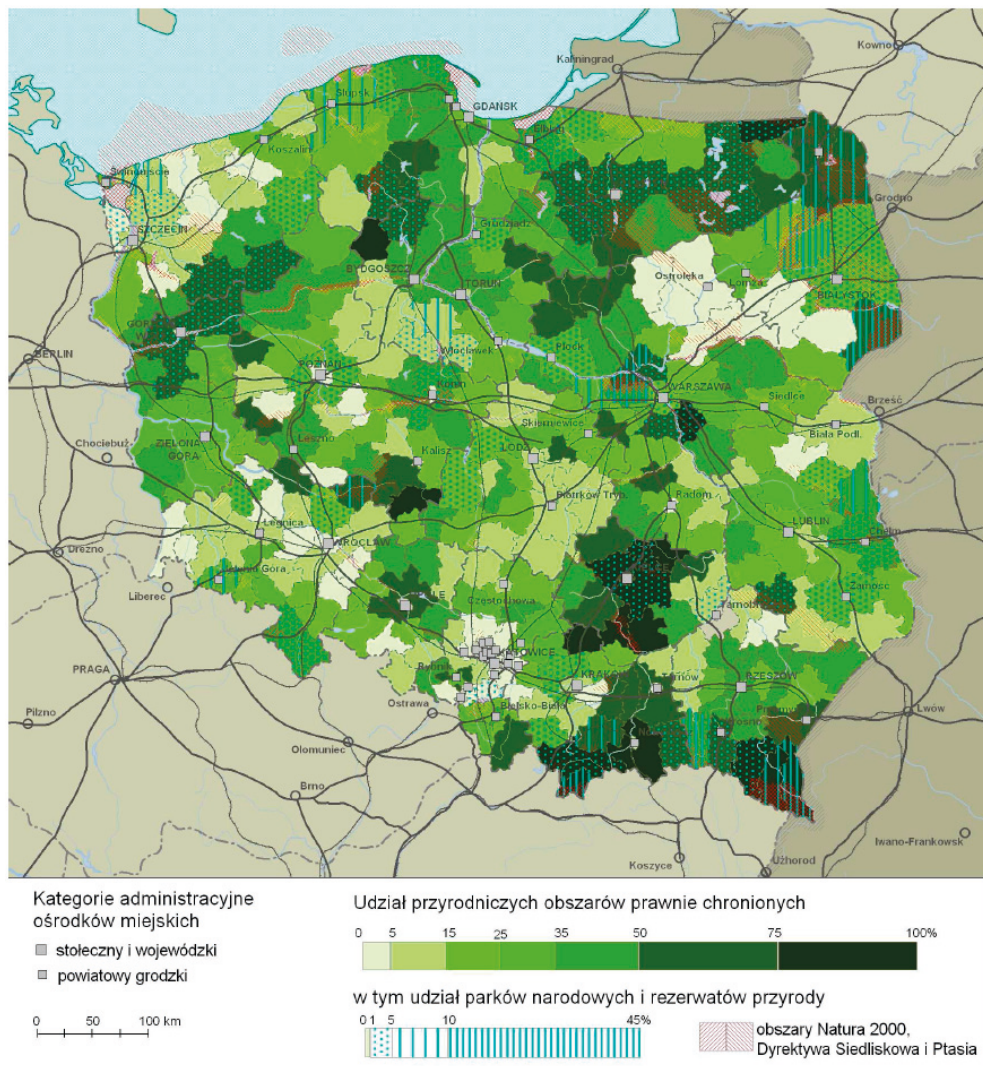 Kowno
Kaliningrad
Słupsk
GDAŃSK
Elbląg
Koszalin
Świnoujście
Grodno
SZCZECIN
Grudziądz
Ostrołęka
Łomża
BIAŁYSTOK
BYDGOSZCZ
TORUŃ
BERLIN
Włocławek
Płock
POZNAŃ
Konin
WARSZAWA
Siedlce
Brześć
Skierniewice
Biała Podl.
Chociebuż
ZIELONA
GÓRA
Leszno
Kalisz
ŁÓDŹ
Piotrków Tryb.
Radom
LUBLIN
Chełm
Legnica
WROCŁAW
Drezno
Jelenia Góra
Liberec
KIELCE
Zamość
OPOLE
Częstochowa
Tarnobrzeg
PRAGA
KATOWICE
Rybnik
KRAKÓW
Tarnów
RZESZÓW
Ostrawa
Bielsko-Biała
Lwów
Pilzno
Krosno
Ołomuniec
Brno
Iwano-Frankowsk
Koszyce
Użhorod
Kategorie administracyjne
ośrodków miejskich
stołeczny i wojewódzki
powiatowy grodzki
0 50 100 km
Udział przyrodniczych obszarów prawnie chronionych
0 5 15 25 35 50 75 100%
w tym udział parków narodowych i rezerwatów przyrody
0 1 5 10 45%
obszary Natura 2000,
Dyrektywa Siedliskowa i Ptasia